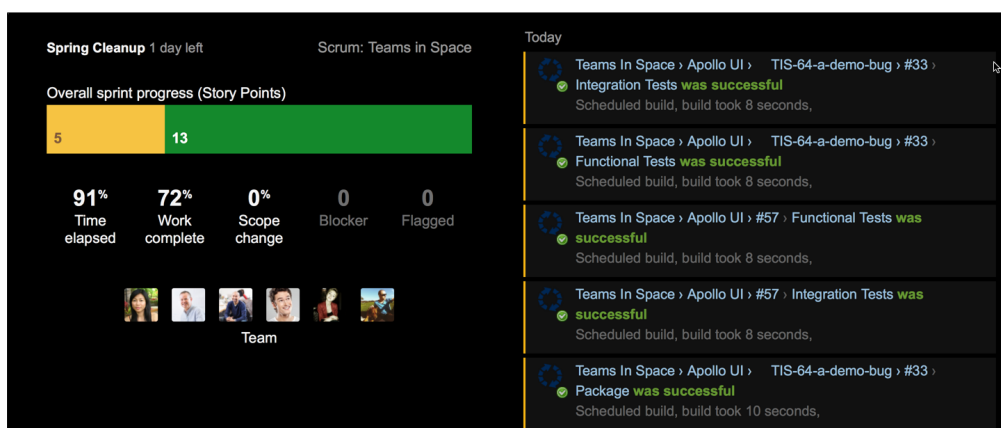 Spring Cleanup 1 day left
Scrum: Teams in Space
Overall sprint progress (Story Points)
5
13
91%
Time
elapsed
72%
Work
complete
0%
Scope
change
0
Blocker
0
Flagged
Team
Today
Teams In Space › Apollo UI › TIS-64-a-demo-bug › #33 ›
Integration Tests was successful
Scheduled build, build took 8 seconds,
Teams In Space › Apollo UI › TIS-64-a-demo-bug › #33 ›
Functional Tests was successful
Scheduled build, build took 8 seconds,
Teams In Space › Apollo UI › #57 › Functional Tests was
successful
Scheduled build, build took 8 seconds,
Teams In Space › Apollo UI › #57 › Integration Tests was
successful
Scheduled build, build took 8 seconds,
Teams In Space › Apollo UI › TIS-64-a-demo-bug › #33 ›
Package was successful
Scheduled build, build took 10 seconds,